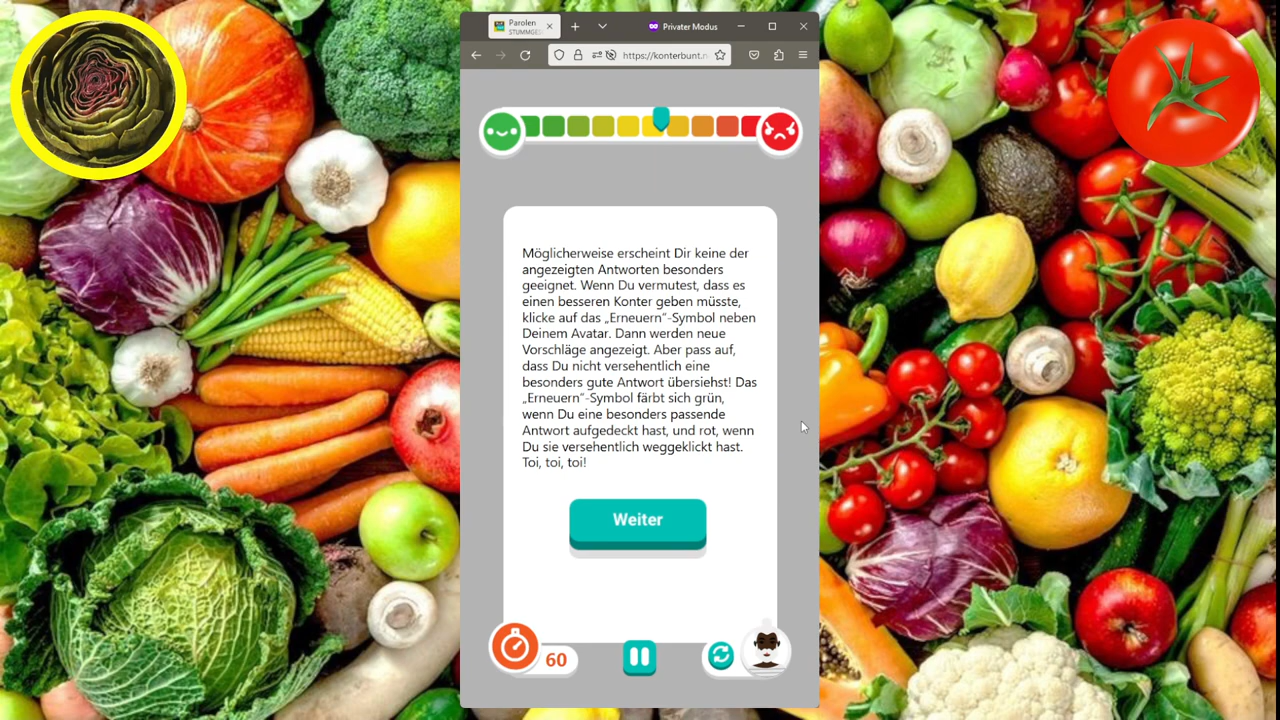 Parolen
STUMMGES
Privater Modus
https://konterbunt.
Möglicherweise erscheint Dir keine der
angezeigten Antworten besonders
geeignet. Wenn Du vermutest, dass es
einen besseren Konter geben müsste,
klicke auf das „Erneuern“-Symbol neben
Deinem Avatar. Dann werden neue
Vorschläge angezeigt. Aber pass auf,
dass Du nicht versehentlich eine
besonders gute Antwort übersiehst! Das
„Erneuern“-Symbol färbt sich grün,
wenn Du eine besonders passende
Antwort aufgedeckt hast, und rot, wenn
Du sie versehentlich weggeklickt hast.
Toi, toi, toi!
Weiter
60